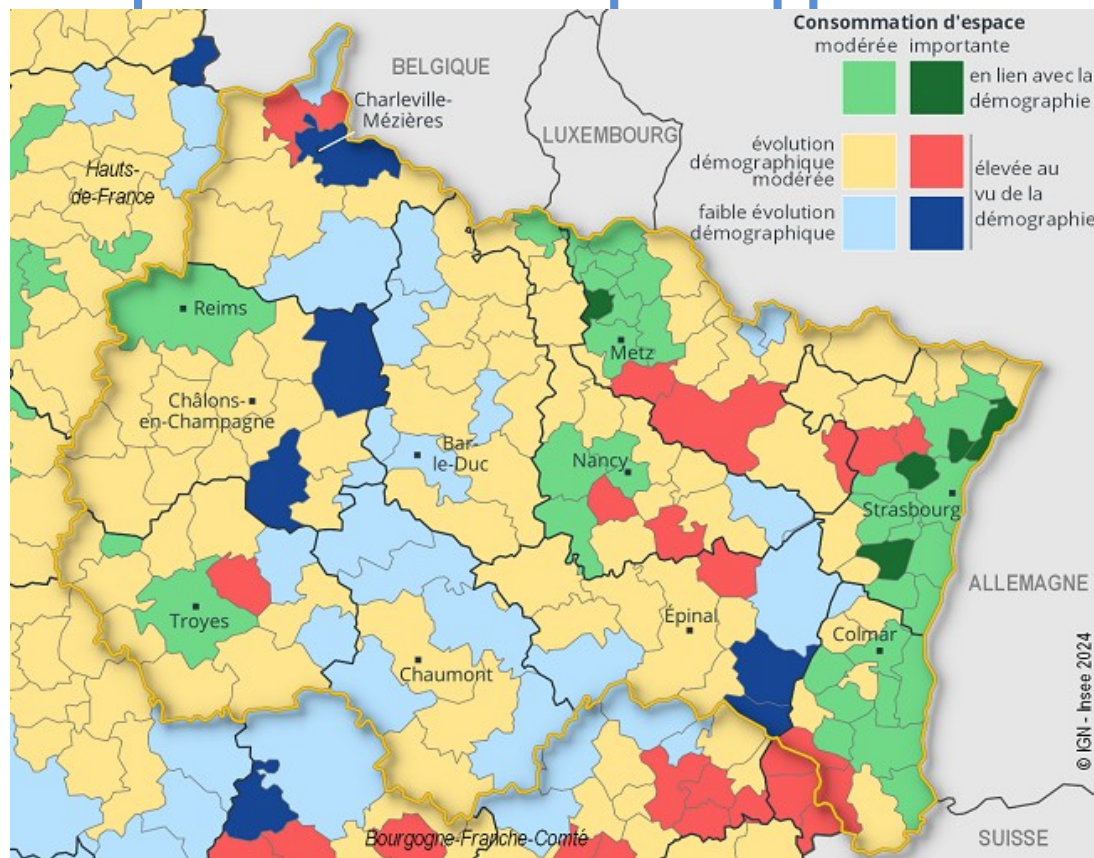 Consommation d'espace
modérée importante
en lien avec la
démographie
évolution
démographique
modérée
élevée au
vu de la
démographie
faible évolution
démographique
BELGIQUE
Charleville-
Mézières
LUXEMBOURG
Hauts-
de-France
Reims
Metz
Châlons-
en-Champagne
Bar-
le-Duc
Nancy
Strasbourg
ALLEMAGNE
Troyes
Épinal
Colmar
Chaumont
© IGN - Insee 2024
Bourgogne-Franche-Comté
SUISSE